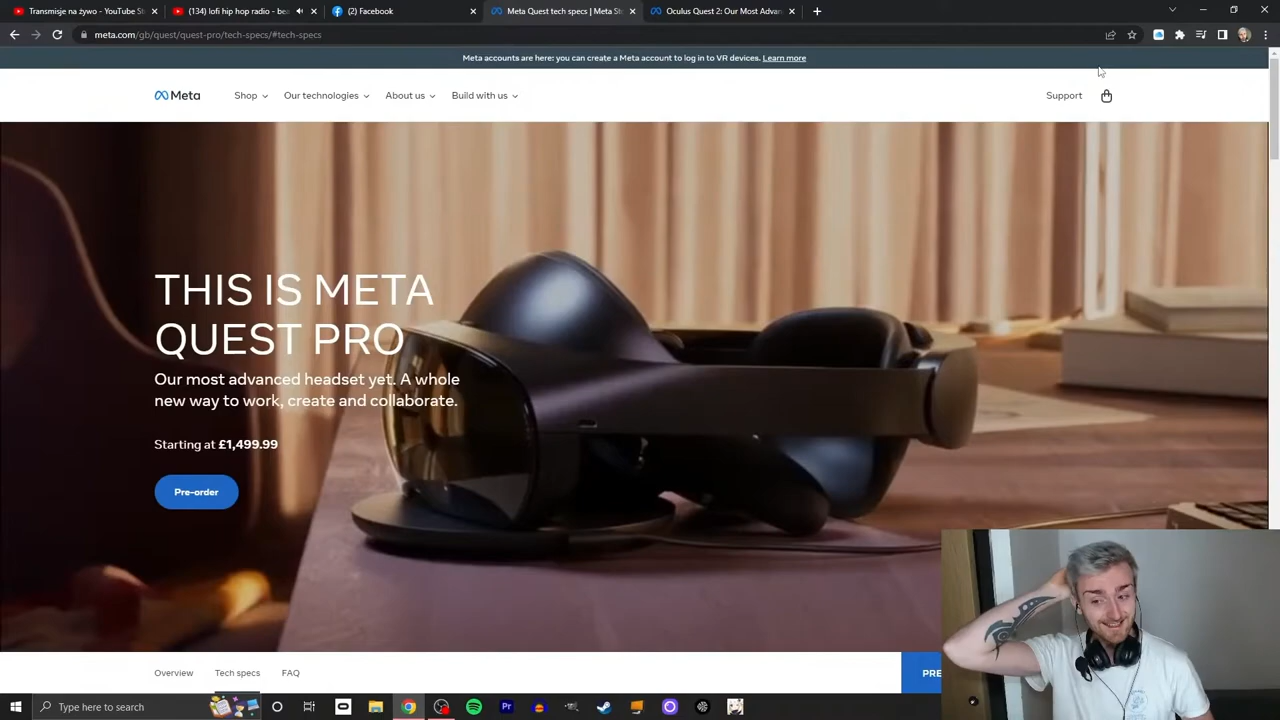 Transmisje na żywo - YouTube St
(134) lofi hip hop radio - bea
(2) Facebook
Meta Quest tech specs | Meta St
Oculus Quest 2: Our Most Advan
meta.com/gb/quest/quest-pro/tech-specs/#tech-specs
Meta accounts are here: you can create a Meta account to log in to VR devices. Learn more
Meta
Shop
Our technologies
About us
Build with us
Support
THIS IS META
QUEST PRO
Our most advanced headset yet. A whole
new way to work, create and collaborate.
Starting at £1,499.99
Pre-order
Overview
Tech specs
FAQ
PRE
Type here to search